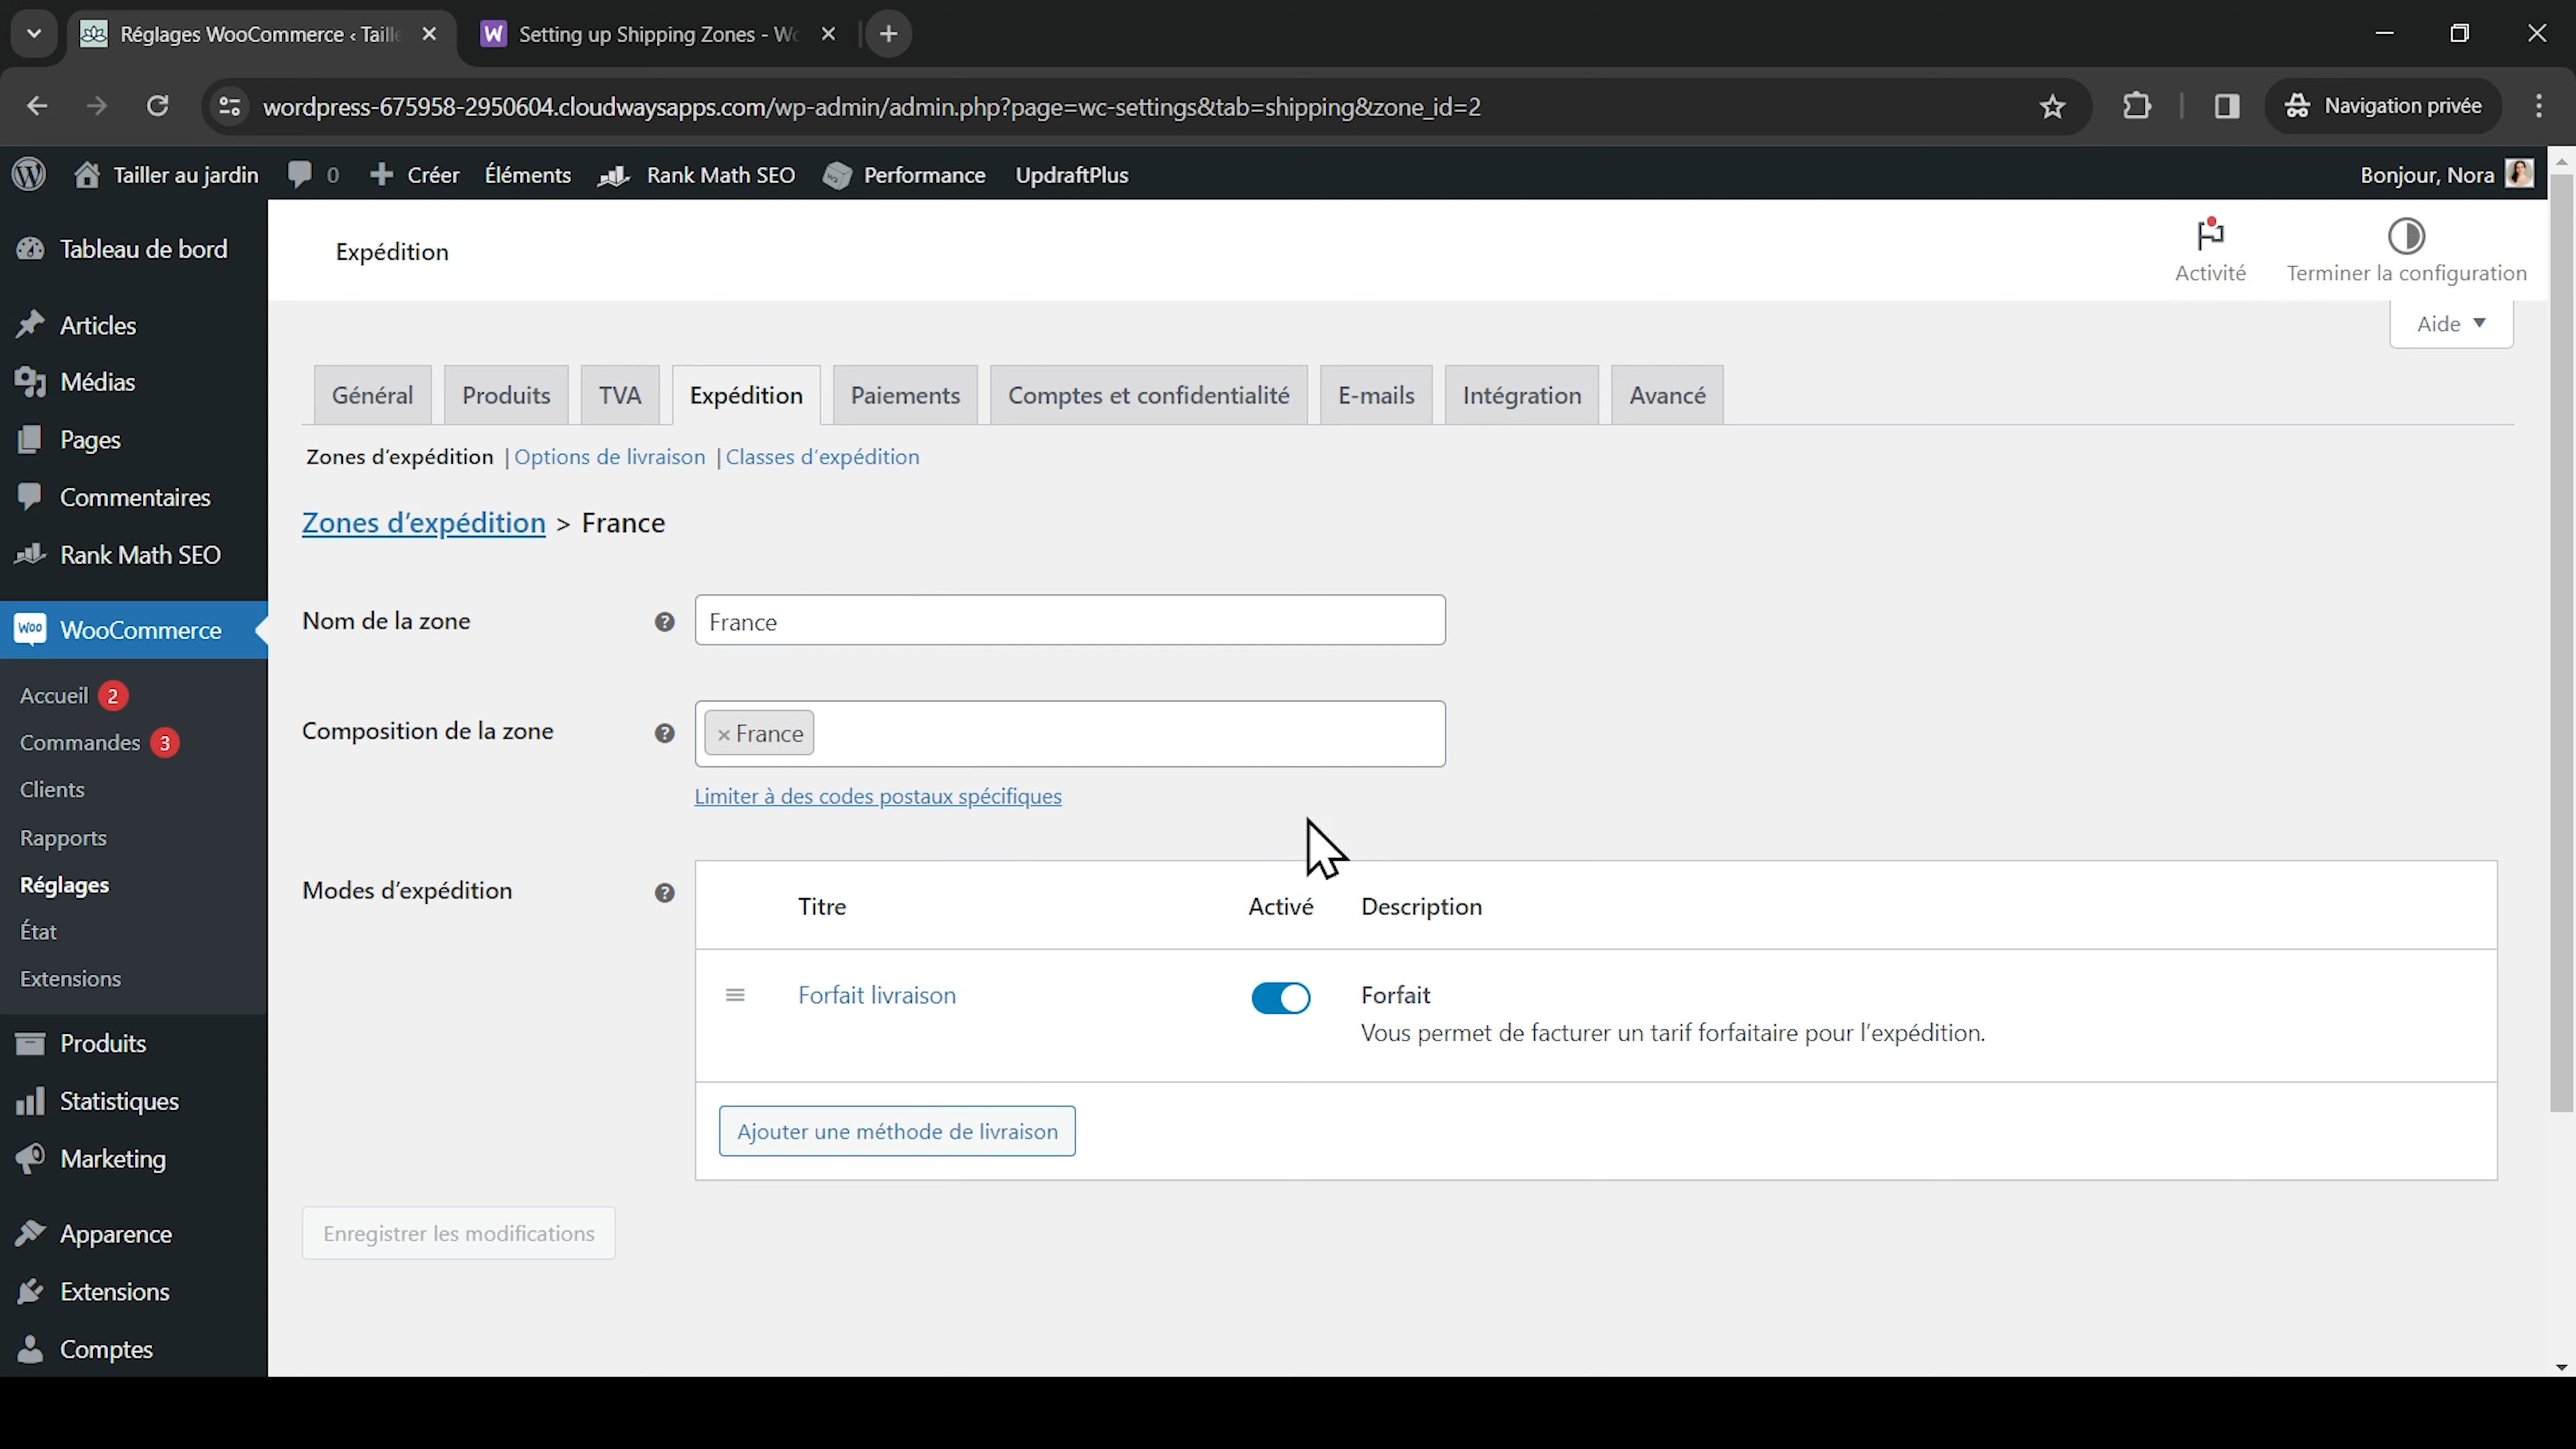 Réglages WooCommerce ‹ Taille
Setting up Shipping Zones - Wo
wordpress-675958-2950604.cloudwaysapps.com/wp-admin/admin.php?page=wc-settings&tab=shipping&zone_id=2
Navigation privée
Tailler au jardin
0
Créer
Éléments
Rank Math SEO
Performance
UpdraftPlus
Bonjour, Nora
Tableau de bord
Articles
Médias
Pages
Commentaires
Rank Math SEO
Woo WooCommerce
Accueil 2
Commandes 3
Clients
Rapports
Réglages
État
Extensions
Produits
Statistiques
Marketing
Apparence
Extensions
Comptes
Expédition
Activité
Terminer la configuration
Aide
Général
Produits
TVA
Expédition
Paiements
Comptes et confidentialité
E-mails
Intégration
Avancé
Zones d'expédition | Options de livraison | Classes d'expédition
Zones d'expédition > France
Nom de la zone
France
Composition de la zone
× France
Limiter à des codes postaux spécifiques
Modes d'expédition
Titre
Activé
Description
Forfait livraison
Forfait
Vous permet de facturer un tarif forfaitaire pour l'expédition.
Ajouter une méthode de livraison
Enregistrer les modifications